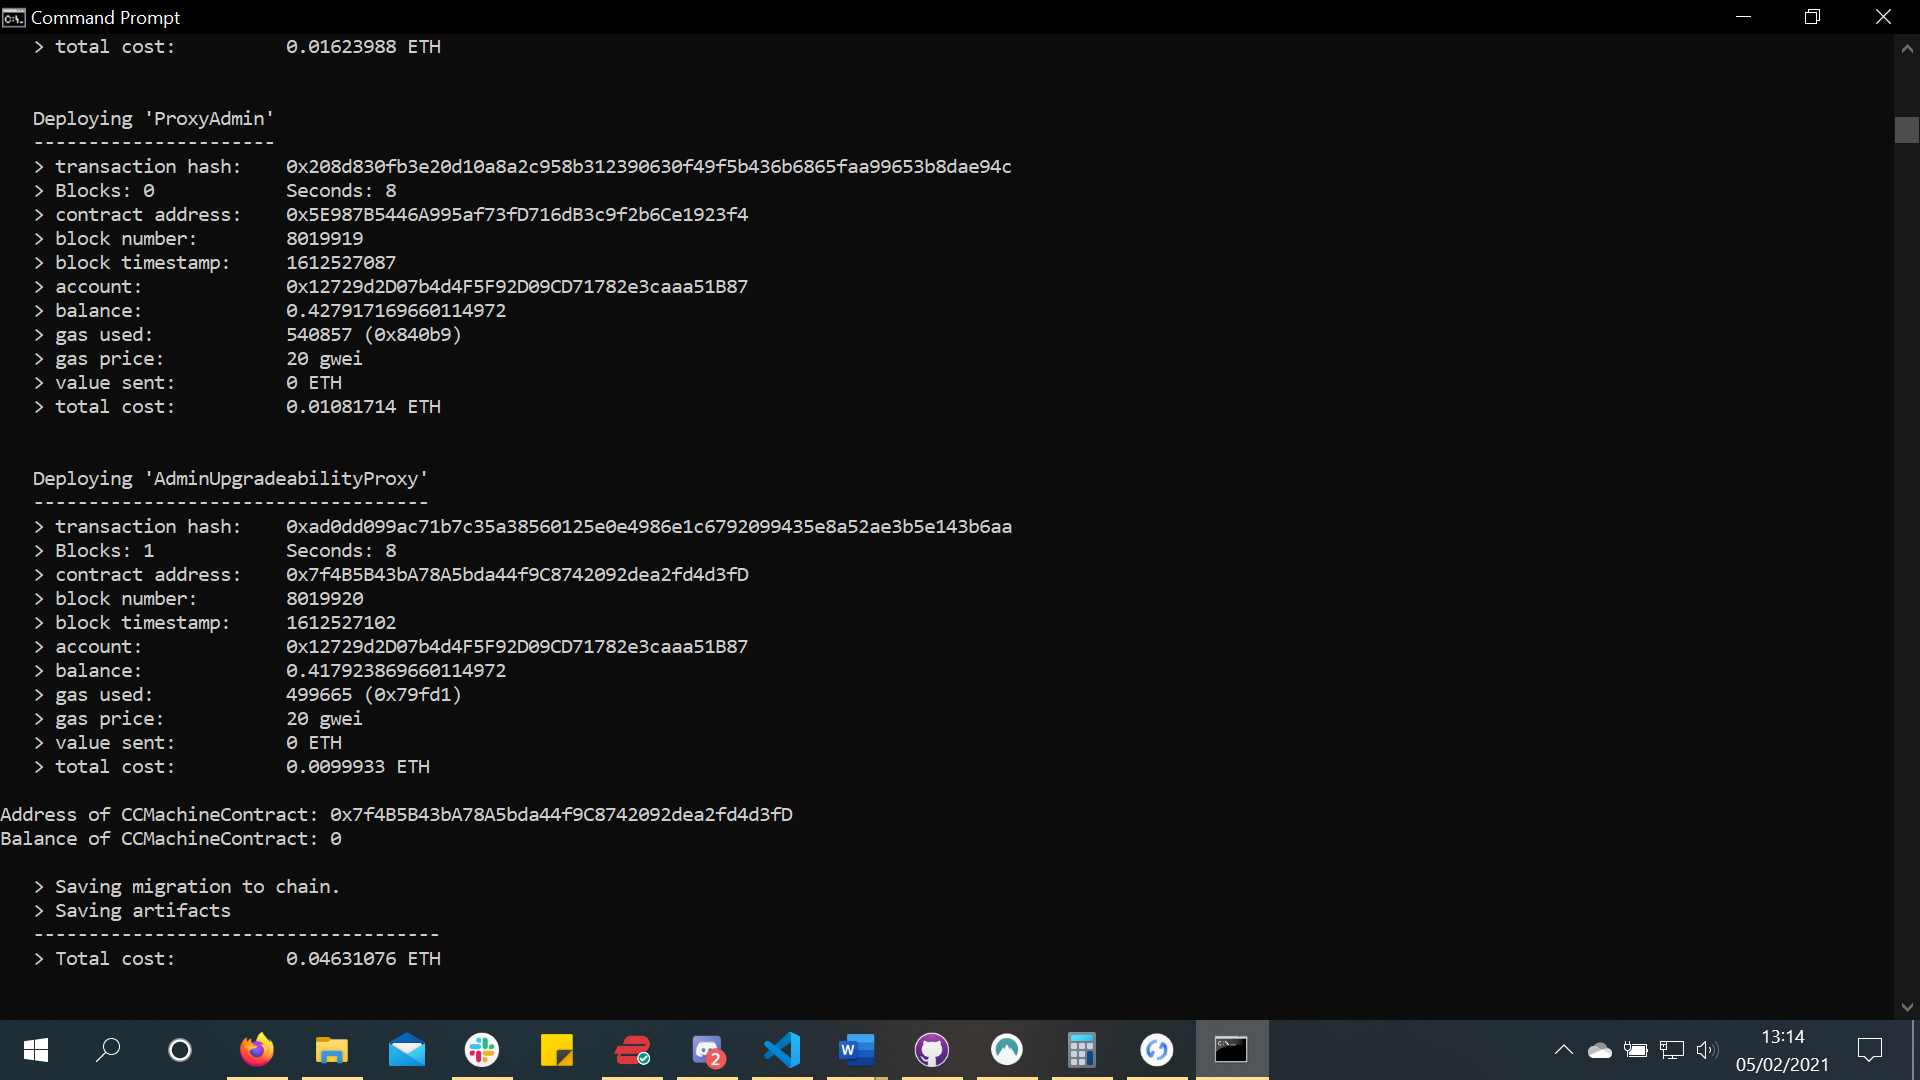 Command Prompt
> total cost: 0.01623988 ETH
Deploying 'ProxyAdmin'
----------------------
> transaction hash: 0x208d830fb3e20d10a8a2c958b312390630f49f5b436b6865faa99653b8dae94c
> Blocks: 0 Seconds: 8
> contract address: 0x5E987B5446A995af73fD716dB3c9f2b6Ce1923f4
> block number: 8019919
> block timestamp: 1612527087
> account: 0x12729d2D07b4d4F5F92D09CD71782e3caaa51B87
> balance: 0.427917169660114972
> gas used: 540857 (0x840b9)
> gas price: 20 gwei
> value sent: 0 ETH
> total cost: 0.01081714 ETH
Deploying 'AdminUpgradeabilityProxy'
------------------------------------
> transaction hash: 0xad0dd099ac71b7c35a38560125e0e4986e1c6792099435e8a52ae3b5e143b6aa
> Blocks: 1 Seconds: 8
> contract address: 0x7f4B5B43bA78A5bda44f9C8742092dea2fd4d3fD
> block number: 8019920
> block timestamp: 1612527102
> account: 0x12729d2D07b4d4F5F92D09CD71782e3caaa51B87
> balance: 0.417923869660114972
> gas used: 499665 (0x79fd1)
> gas price: 20 gwei
> value sent: 0 ETH
> total cost: 0.0099933 ETH
Address of CCMachineContract: 0x7f4B5B43bA78A5bda44f9C8742092dea2fd4d3fD
Balance of CCMachineContract: 0
> Saving migration to chain.
> Saving artifacts
-------------------------------------
> Total cost: 0.04631076 ETH
2
W
13:14
05/02/2021